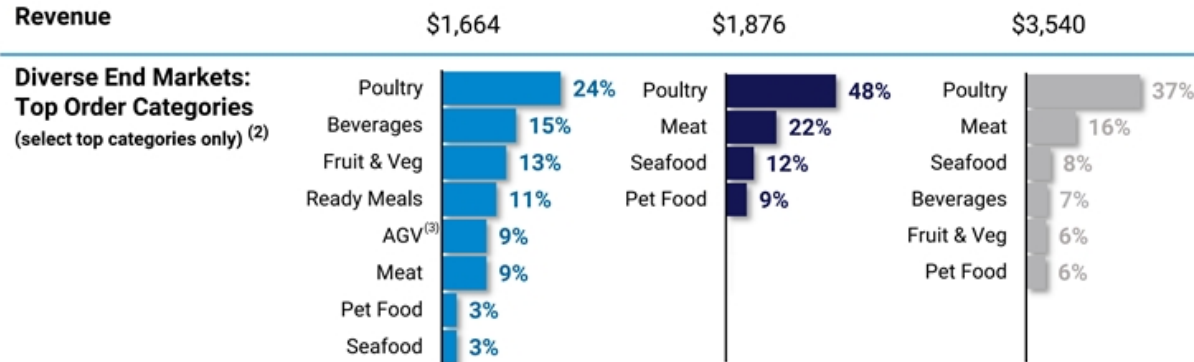 Revenue $1,664 $1,876 $3,540
Diverse End Markets:
Top Order Categories
(select top categories only) (2)
Poultry 24% Poultry 48% Poultry 37%
Beverages 15% Meat 22% Meat 16%
Fruit & Veg 13% Seafood 12% Seafood 8%
Ready Meals 11% Pet Food 9% Beverages 7%
AGV(3) 9% Fruit & Veg 6%
Meat 9% Pet Food 6%
Pet Food 3%
Seafood 3%